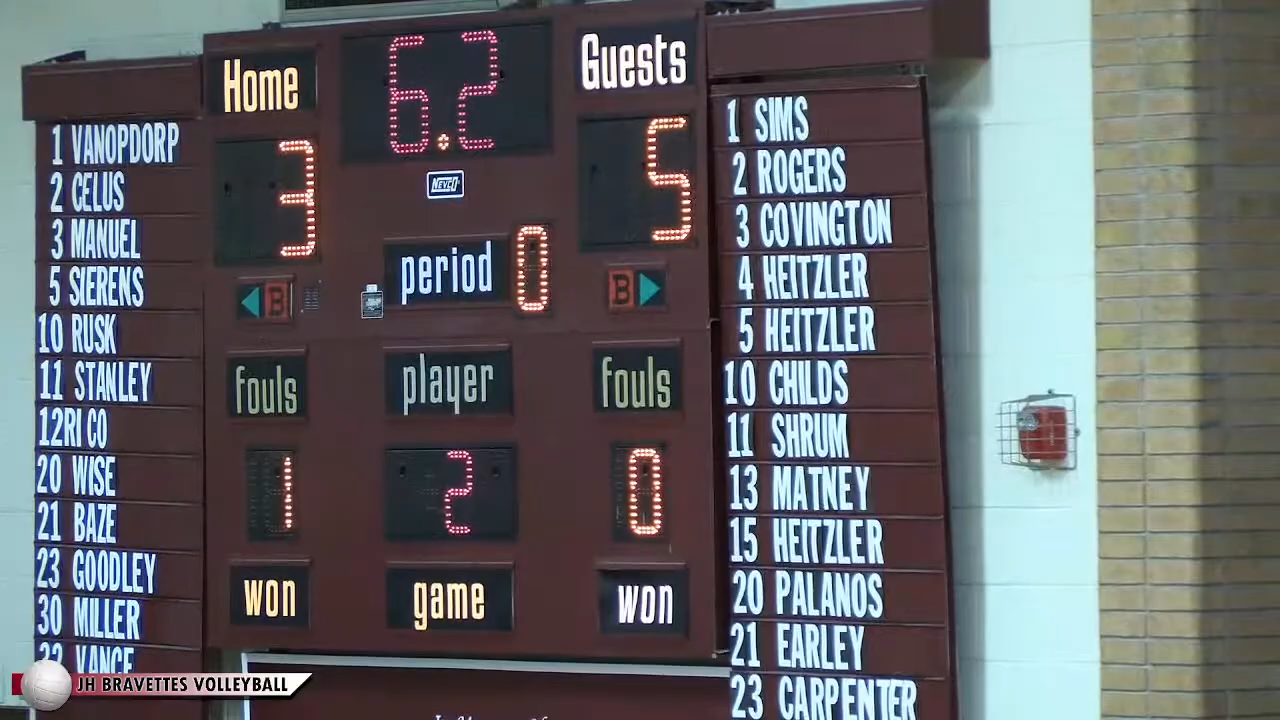 Home
6.2
Guests
3
5
NEVCO
period 0
B
B
fouls
player
fouls
1
2
0
won
game
won
1 VANOPDORP
2 CELUS
3 MANUEL
5 SIERENS
10 RUSK
11 STANLEY
12RI CO
20 WISE
21 BAZE
23 GOODLEY
30 MILLER
32 VANCE
1 SIMS
2 ROGERS
3 COVINGTON
4 HEITZLER
5 HEITZLER
10 CHILDS
11 SHRUM
13 MATNEY
15 HEITZLER
20 PALANOS
21 EARLEY
23 CARPENTER
JH BRAVETTES VOLLEYBALL